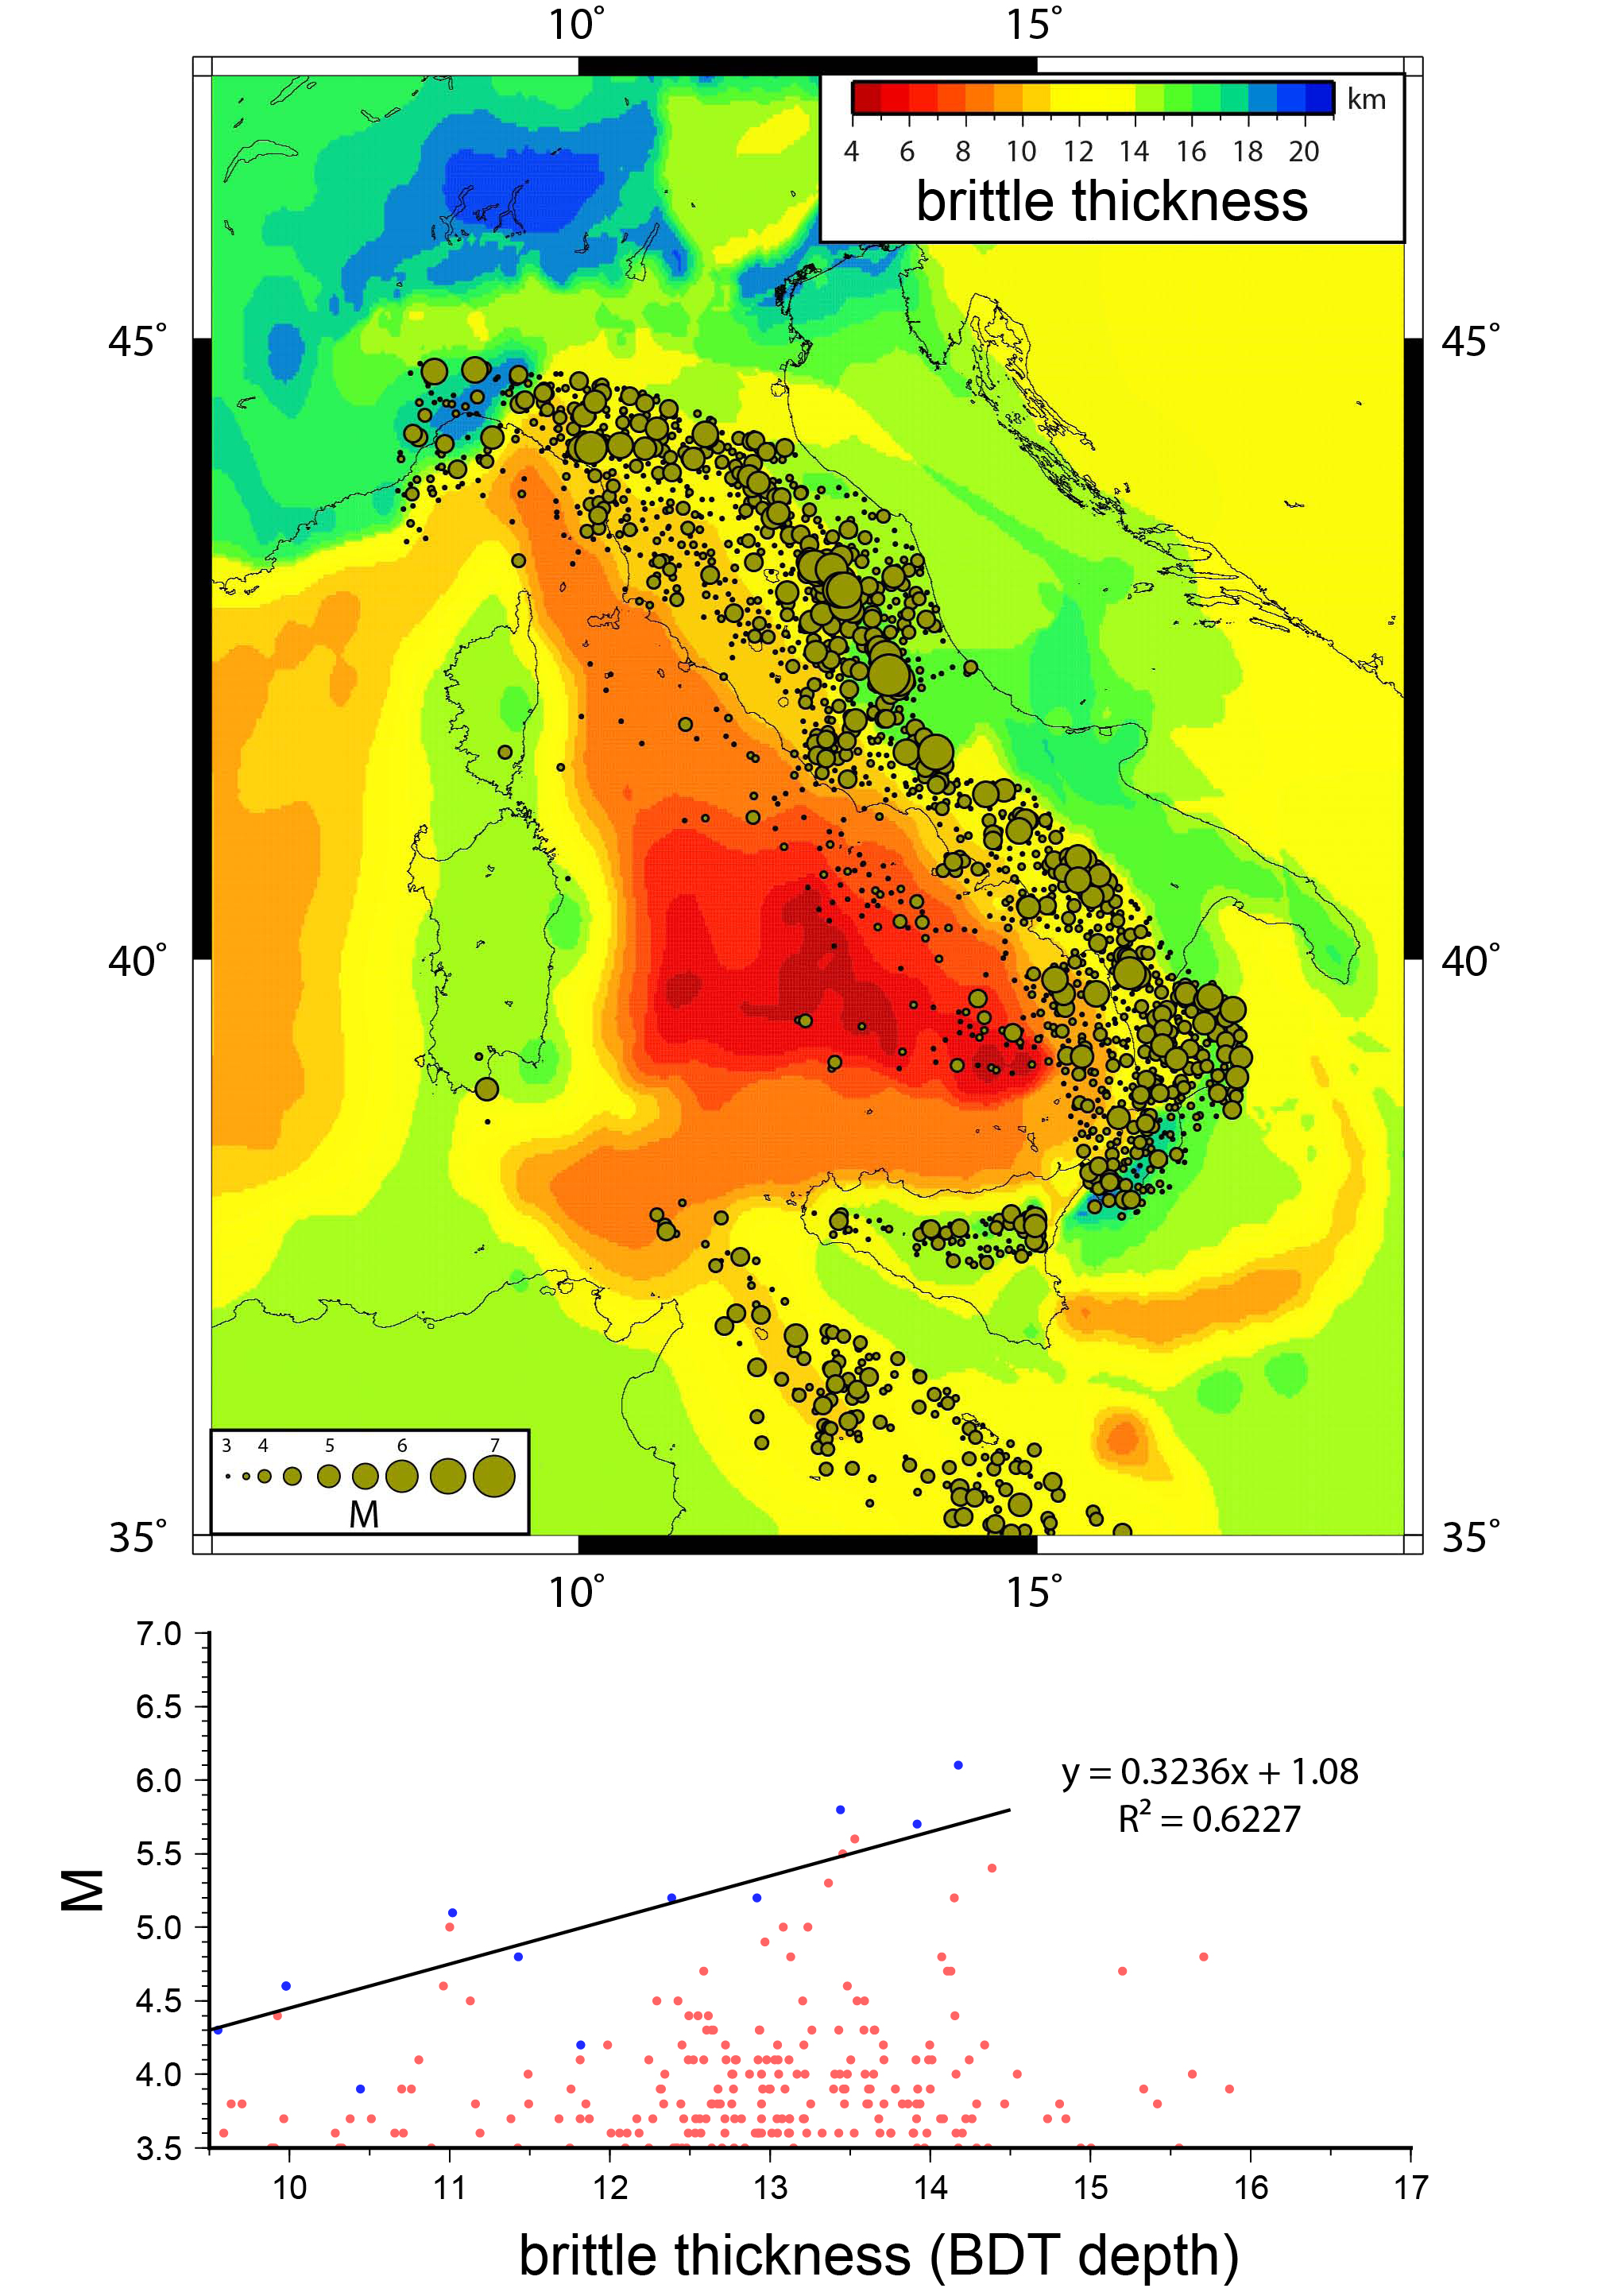 10° 15°
km
4 6 8 10 12 14 16 18 20
brittle thickness
45° 45°
40° 40°
3 4 5 6 7
M
35° 35°
10° 15°
7.0
6.5
6.0
5.5
5.0
4.5
4.0
3.5
M
y = 0.3236x + 1.08
R² = 0.6227
10 11 12 13 14 15 16 17
brittle thickness (BDT depth)